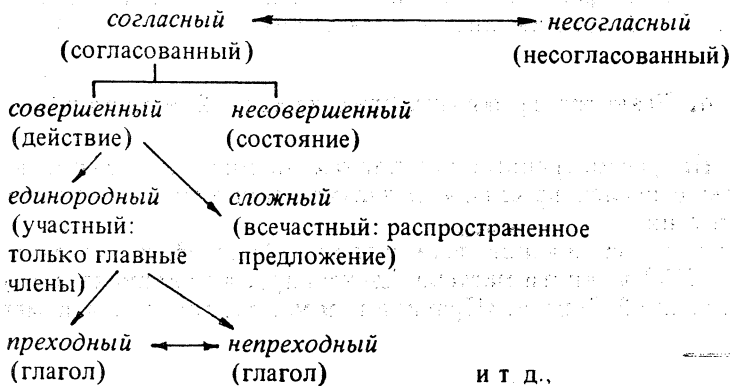 согласный несогласный
(согласованный) (несогласованный)
совершенный несовершенный
(действие) (состояние)
единородный сложный
(участный: (всечастный: распространенное
только главные предложение)
члены)
преходный непреходный
(глагол) (глагол) и т д.,